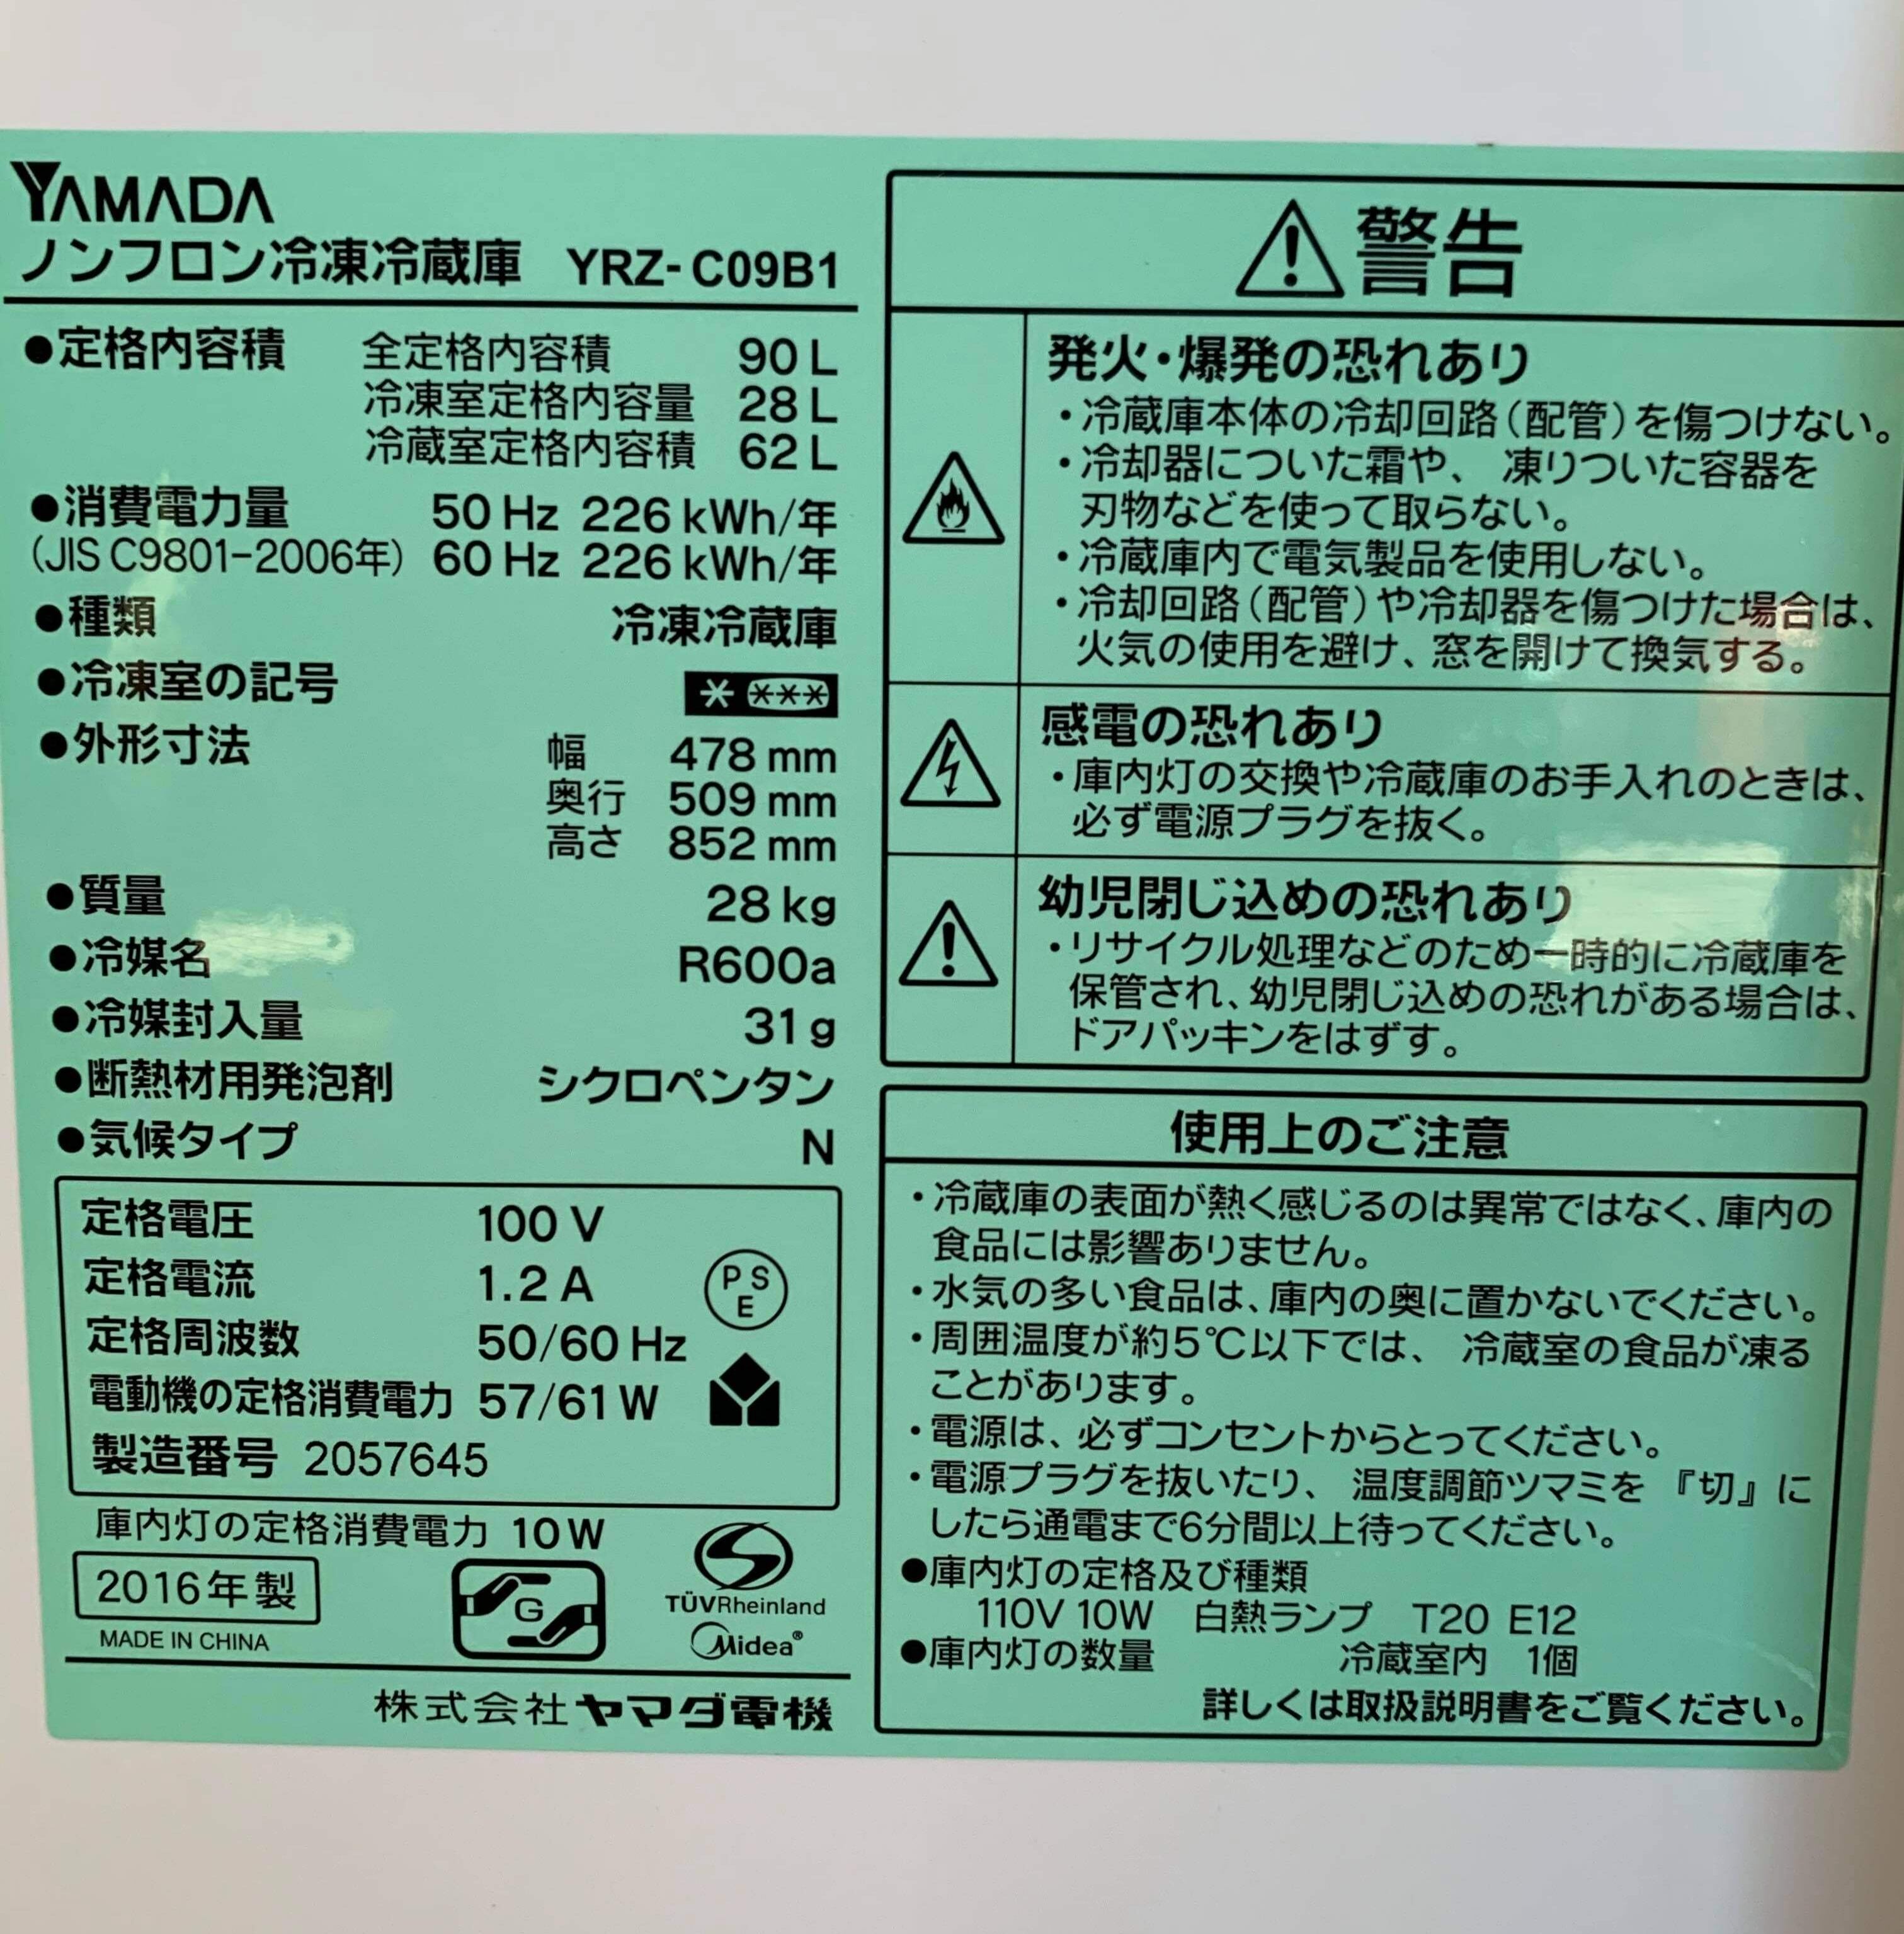 YAMADA
ノンフロン冷凍冷蔵庫 YRZ-C09B1
●定格内容積 全定格内容積 90 L
冷凍室定格内容量 28 L
冷蔵室定格内容積 62 L
●消費電力量 50 Hz 226 kWh/年
(JIS C9801-2006年) 60 Hz 226 kWh/年
●種類 冷凍冷蔵庫
●冷凍室の記号 * ***
●外形寸法 幅 478 mm
奥行 509 mm
高さ 852 mm
●質量 28 kg
●冷媒名 R600a
●冷媒封入量 31 g
●断熱材用発泡剤 シクロペンタン
●気候タイプ N
定格電圧 100 V
定格電流 1.2 A
定格周波数 50/60 Hz
電動機の定格消費電力 57/61 W
製造番号 2057645
PS
E
庫内灯の定格消費電力 10 W
2016年製
MADE IN CHINA
G
TÜVRheinland
Midea®
株式会社ヤマダ電機
警告
発火・爆発の恐れあり
・冷蔵庫本体の冷却回路(配管)を傷つけない。
・冷却器についた霜や、凍りついた容器を
刃物などを使って取らない。
・冷蔵庫内で電気製品を使用しない。
・冷却回路(配管)や冷却器を傷つけた場合は、
火気の使用を避け、窓を開けて換気する。
感電の恐れあり
・庫内灯の交換や冷蔵庫のお手入れのときは、
必ず電源プラグを抜く。
幼児閉じ込めの恐れあり
・リサイクル処理などのため一時的に冷蔵庫を
保管され、幼児閉じ込めの恐れがある場合は、
ドアパッキンをはずす。
使用上のご注意
・冷蔵庫の表面が熱く感じるのは異常ではなく、庫内の
食品には影響ありません。
・水気の多い食品は、庫内の奥に置かないでください。
・周囲温度が約5℃以下では、冷蔵室の食品が凍る
ことがあります。
・電源は、必ずコンセントからとってください。
・電源プラグを抜いたり、温度調節ツマミを『切』に
したら通電まで6分間以上待ってください。
●庫内灯の定格及び種類
110V 10W 白熱ランプ T20 E12
●庫内灯の数量 冷蔵室内 1個
詳しくは取扱説明書をご覧ください。